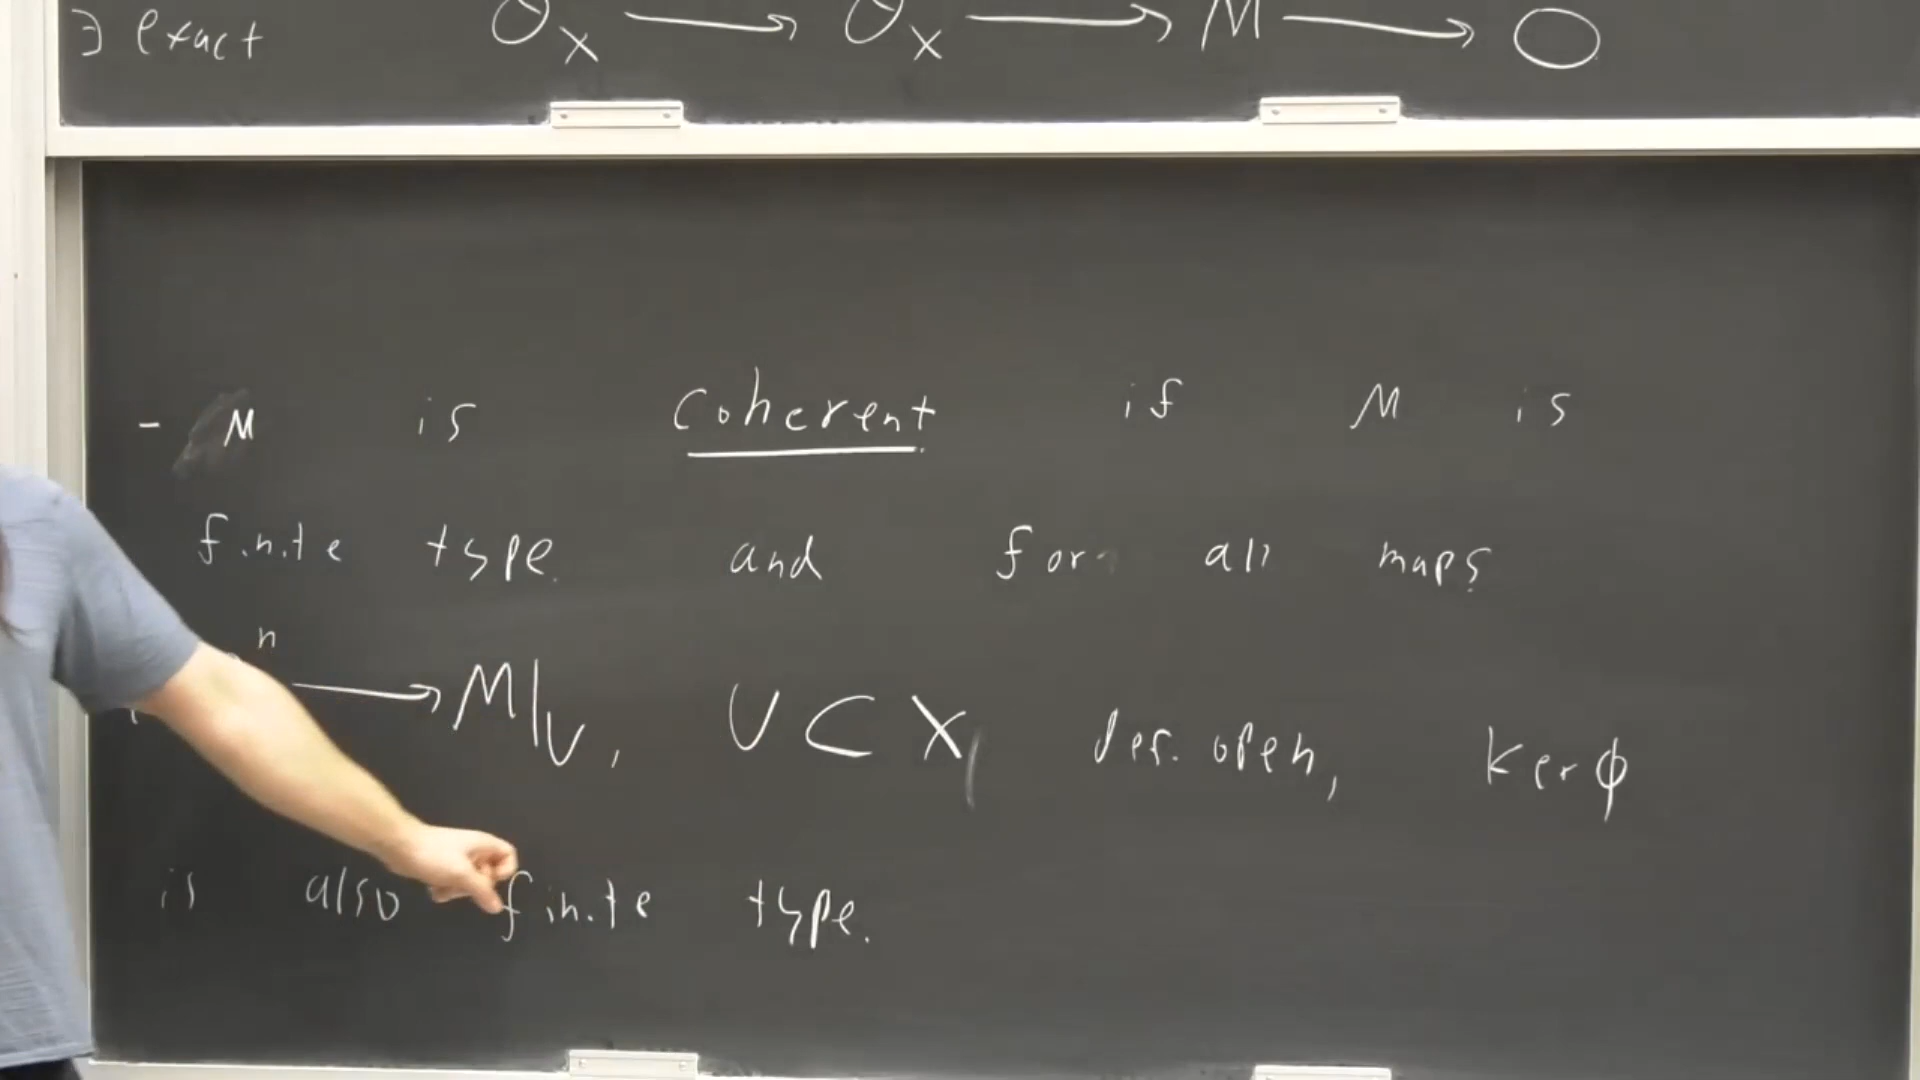 ∃ exact O_X → O_X → M → 0
- M is coherent if M is
finite type and for all maps
n → M|_U, U ⊂ X, def. open, ker φ
is also finite type.